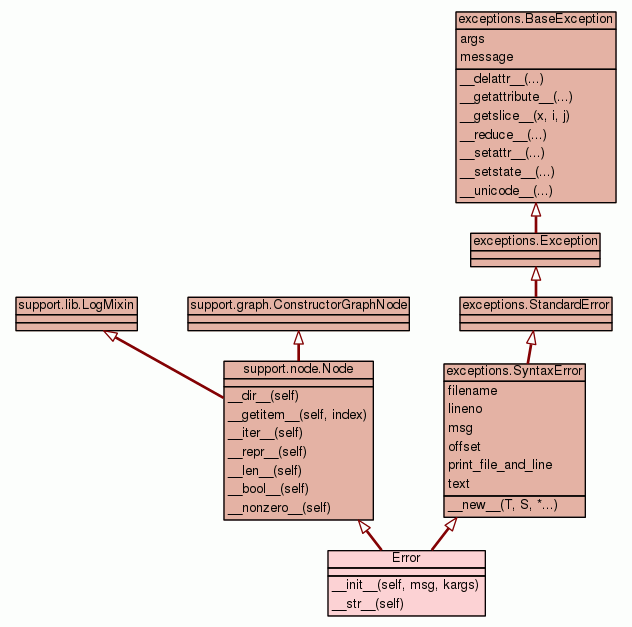 exceptions.BaseException
args
message
__delattr__(...)
__getattribute__(...)
__getslice__(x, i, j)
__reduce__(...)
__setattr__(...)
__setstate__(...)
__unicode__(...)
exceptions.Exception
support.lib.LogMixin
support.graph.ConstructorGraphNode
exceptions.StandardError
support.node.Node
__dir__(self)
__getitem__(self, index)
__iter__(self)
__repr__(self)
__len__(self)
__bool__(self)
__nonzero__(self)
exceptions.SyntaxError
filename
lineno
msg
offset
print_file_and_line
text
__new__(T, S, *...)
Error
__init__(self, msg, kargs)
__str__(self)